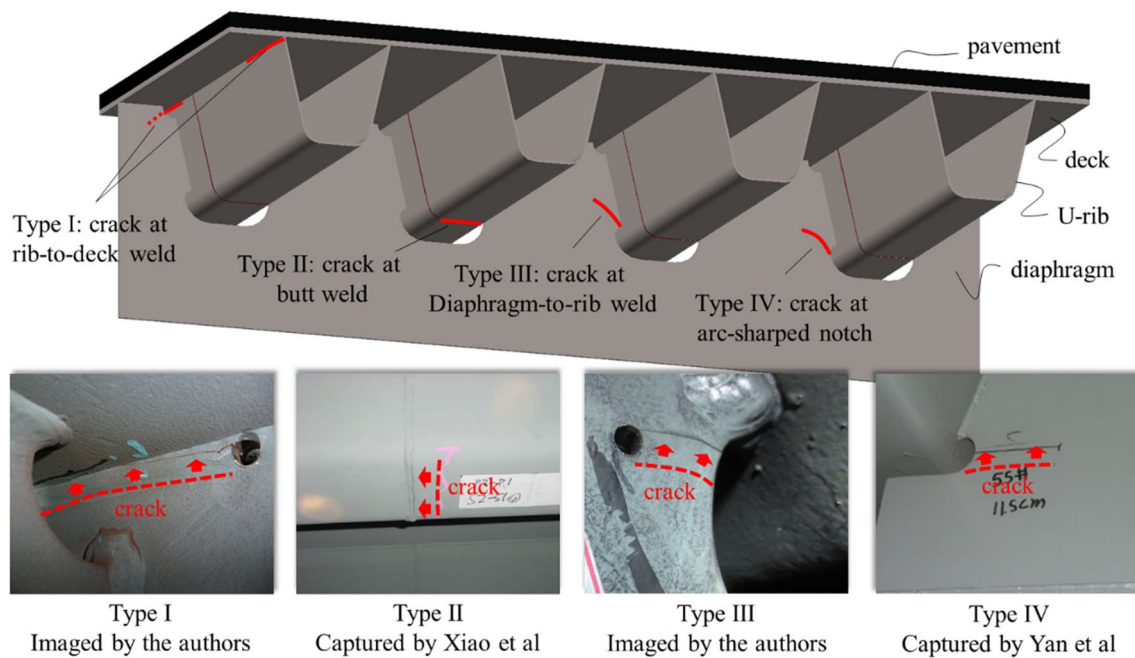 pavement
deck
U-rib
diaphragm
Type I: crack at
rib-to-deck weld
Type II: crack at
butt weld
Type III: crack at
Diaphragm-to-rib weld
Type IV: crack at
arc-sharped notch
crack
crack
crack
crack
55#
11.5cm
Type I
Imaged by the authors
Type II
Captured by Xiao et al
Type III
Imaged by the authors
Type IV
Captured by Yan et al